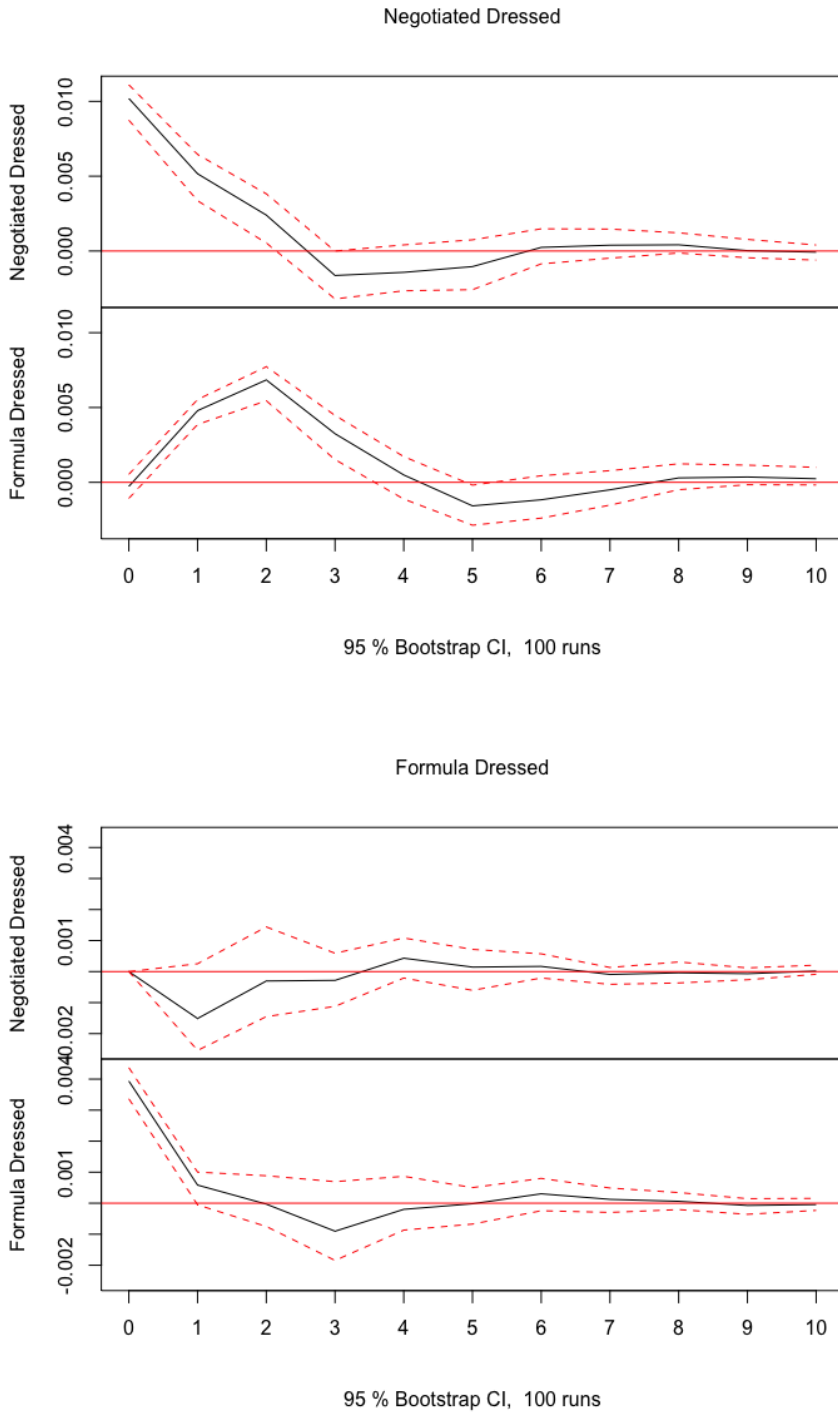 Negotiated Dressed
Negotiated Dressed
0.010
0.005
0.000
Formula Dressed
0.010
0.005
0.000
0 1 2 3 4 5 6 7 8 9 10
95 % Bootstrap CI, 100 runs
Formula Dressed
Negotiated Dressed
0.004
0.001
-0.002
Formula Dressed
0.004
0.001
-0.002
0 1 2 3 4 5 6 7 8 9 10
95 % Bootstrap CI, 100 runs